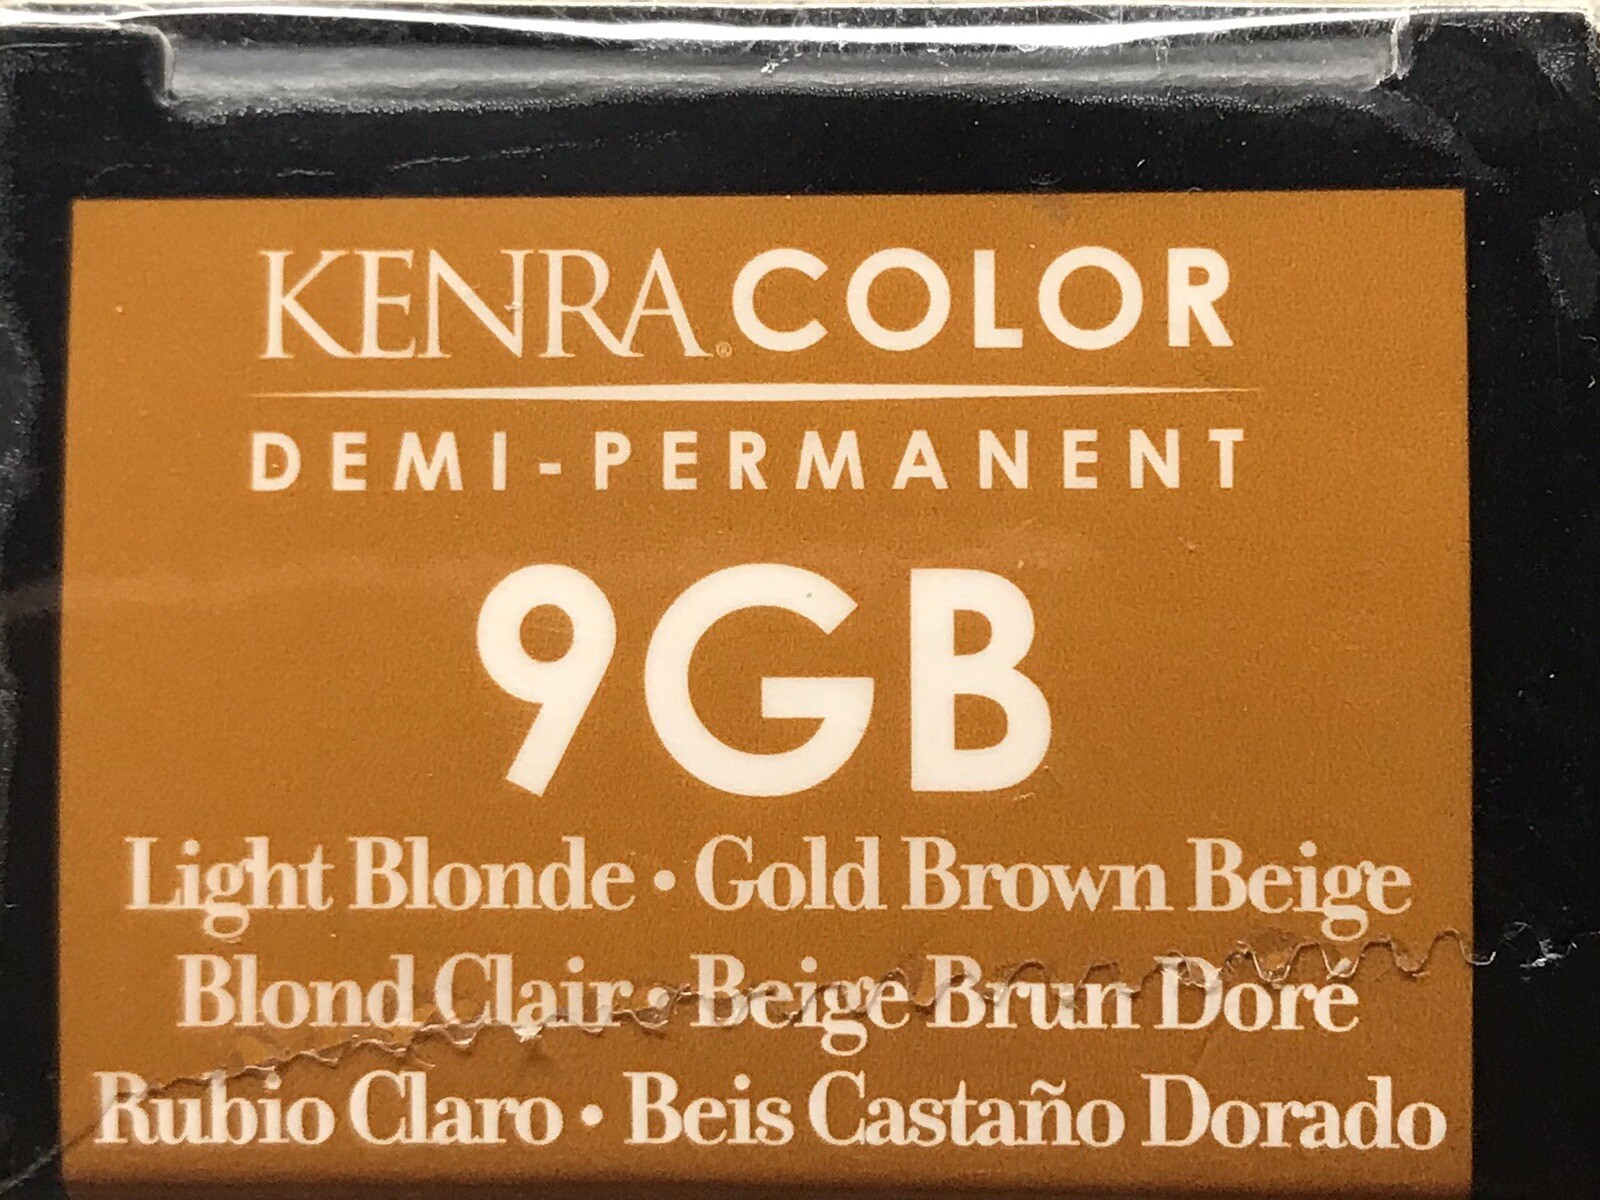 KENRA® COLOR
DEMI-PERMANENT
9GB
Light Blonde • Gold Brown Beige
Blond Clair • Beige Brun Doré
Rubio Claro • Beis Castaño Dorado